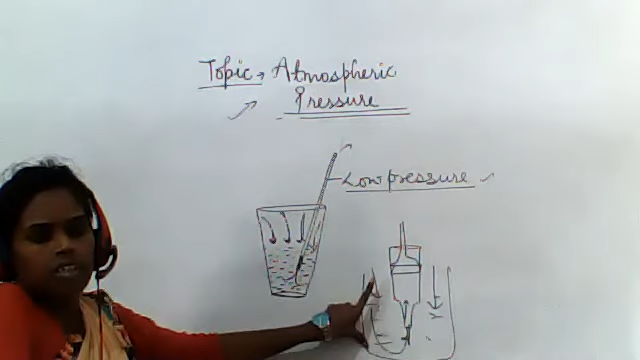 Topic → Atmospheric
Pressure
Low pressure